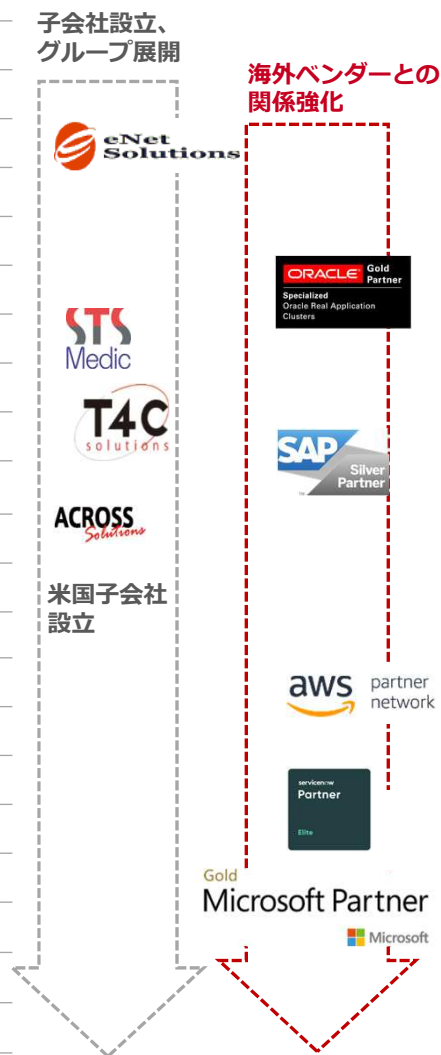 子会社設立、
グループ展開
海外ベンダーとの
関係強化
eNet
Solutions
ORACLE Gold
Partner
Specialized
Oracle Real Application
Clusters
STS
Medic
T4C
solutions
SAP
Silver
Partner
ACROSS
Solutions
米国子会社
設立
aws partner
network
servicenow
Partner
Elite
Gold
Microsoft Partner
Microsoft